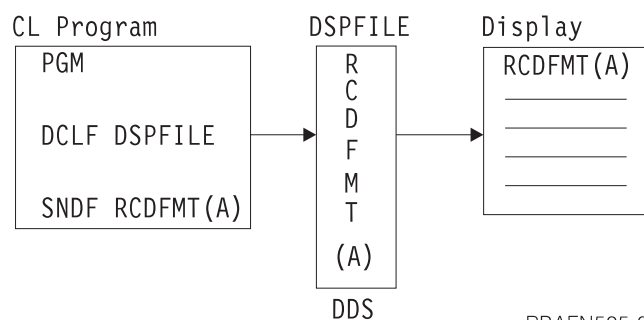 CL Program
PGM
DCLF DSPFILE
SNDF RCDFMT(A)
DSPFILE
R
C
D
F
M
T
(A)
DDS
Display
RCDFMT(A)